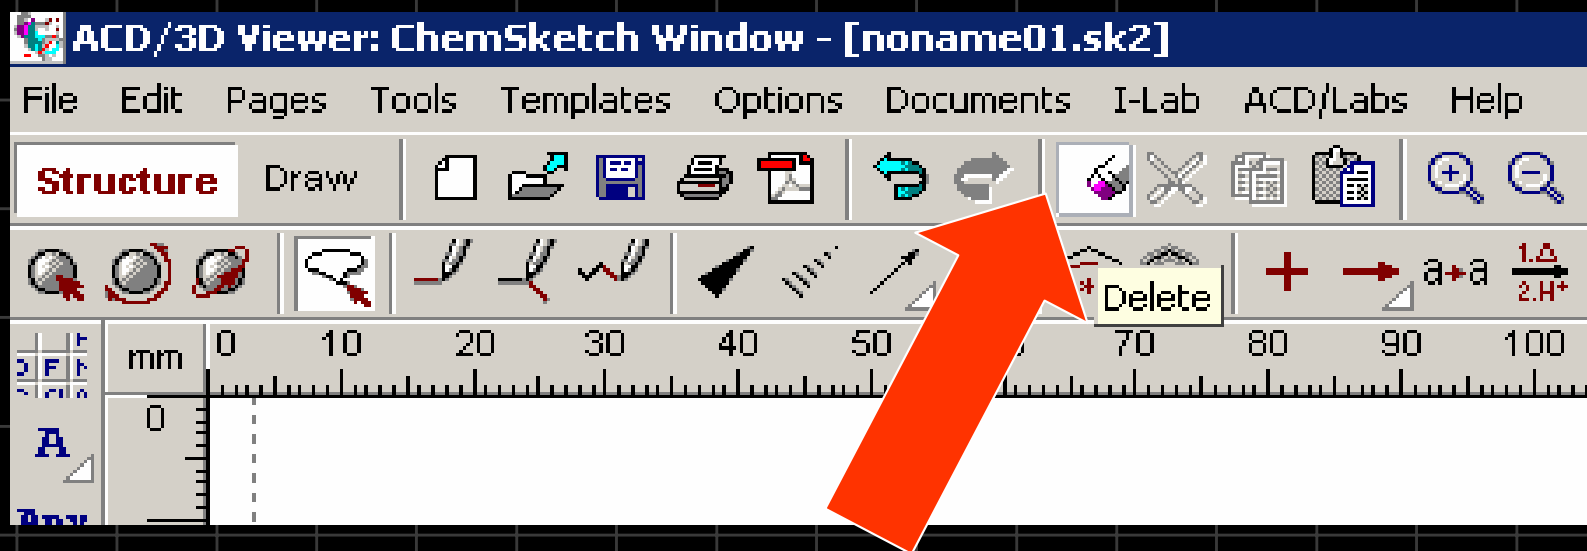 ACD/3D Viewer: ChemSketch Window - [noname01.sk2]
File Edit Pages Tools Templates Options Documents I-Lab ACD/Labs Help
Structure Draw
a+a 1.Δ
2.H+
Delete
mm 0 10 20 30 40 50 70 80 90 100
F
0
A